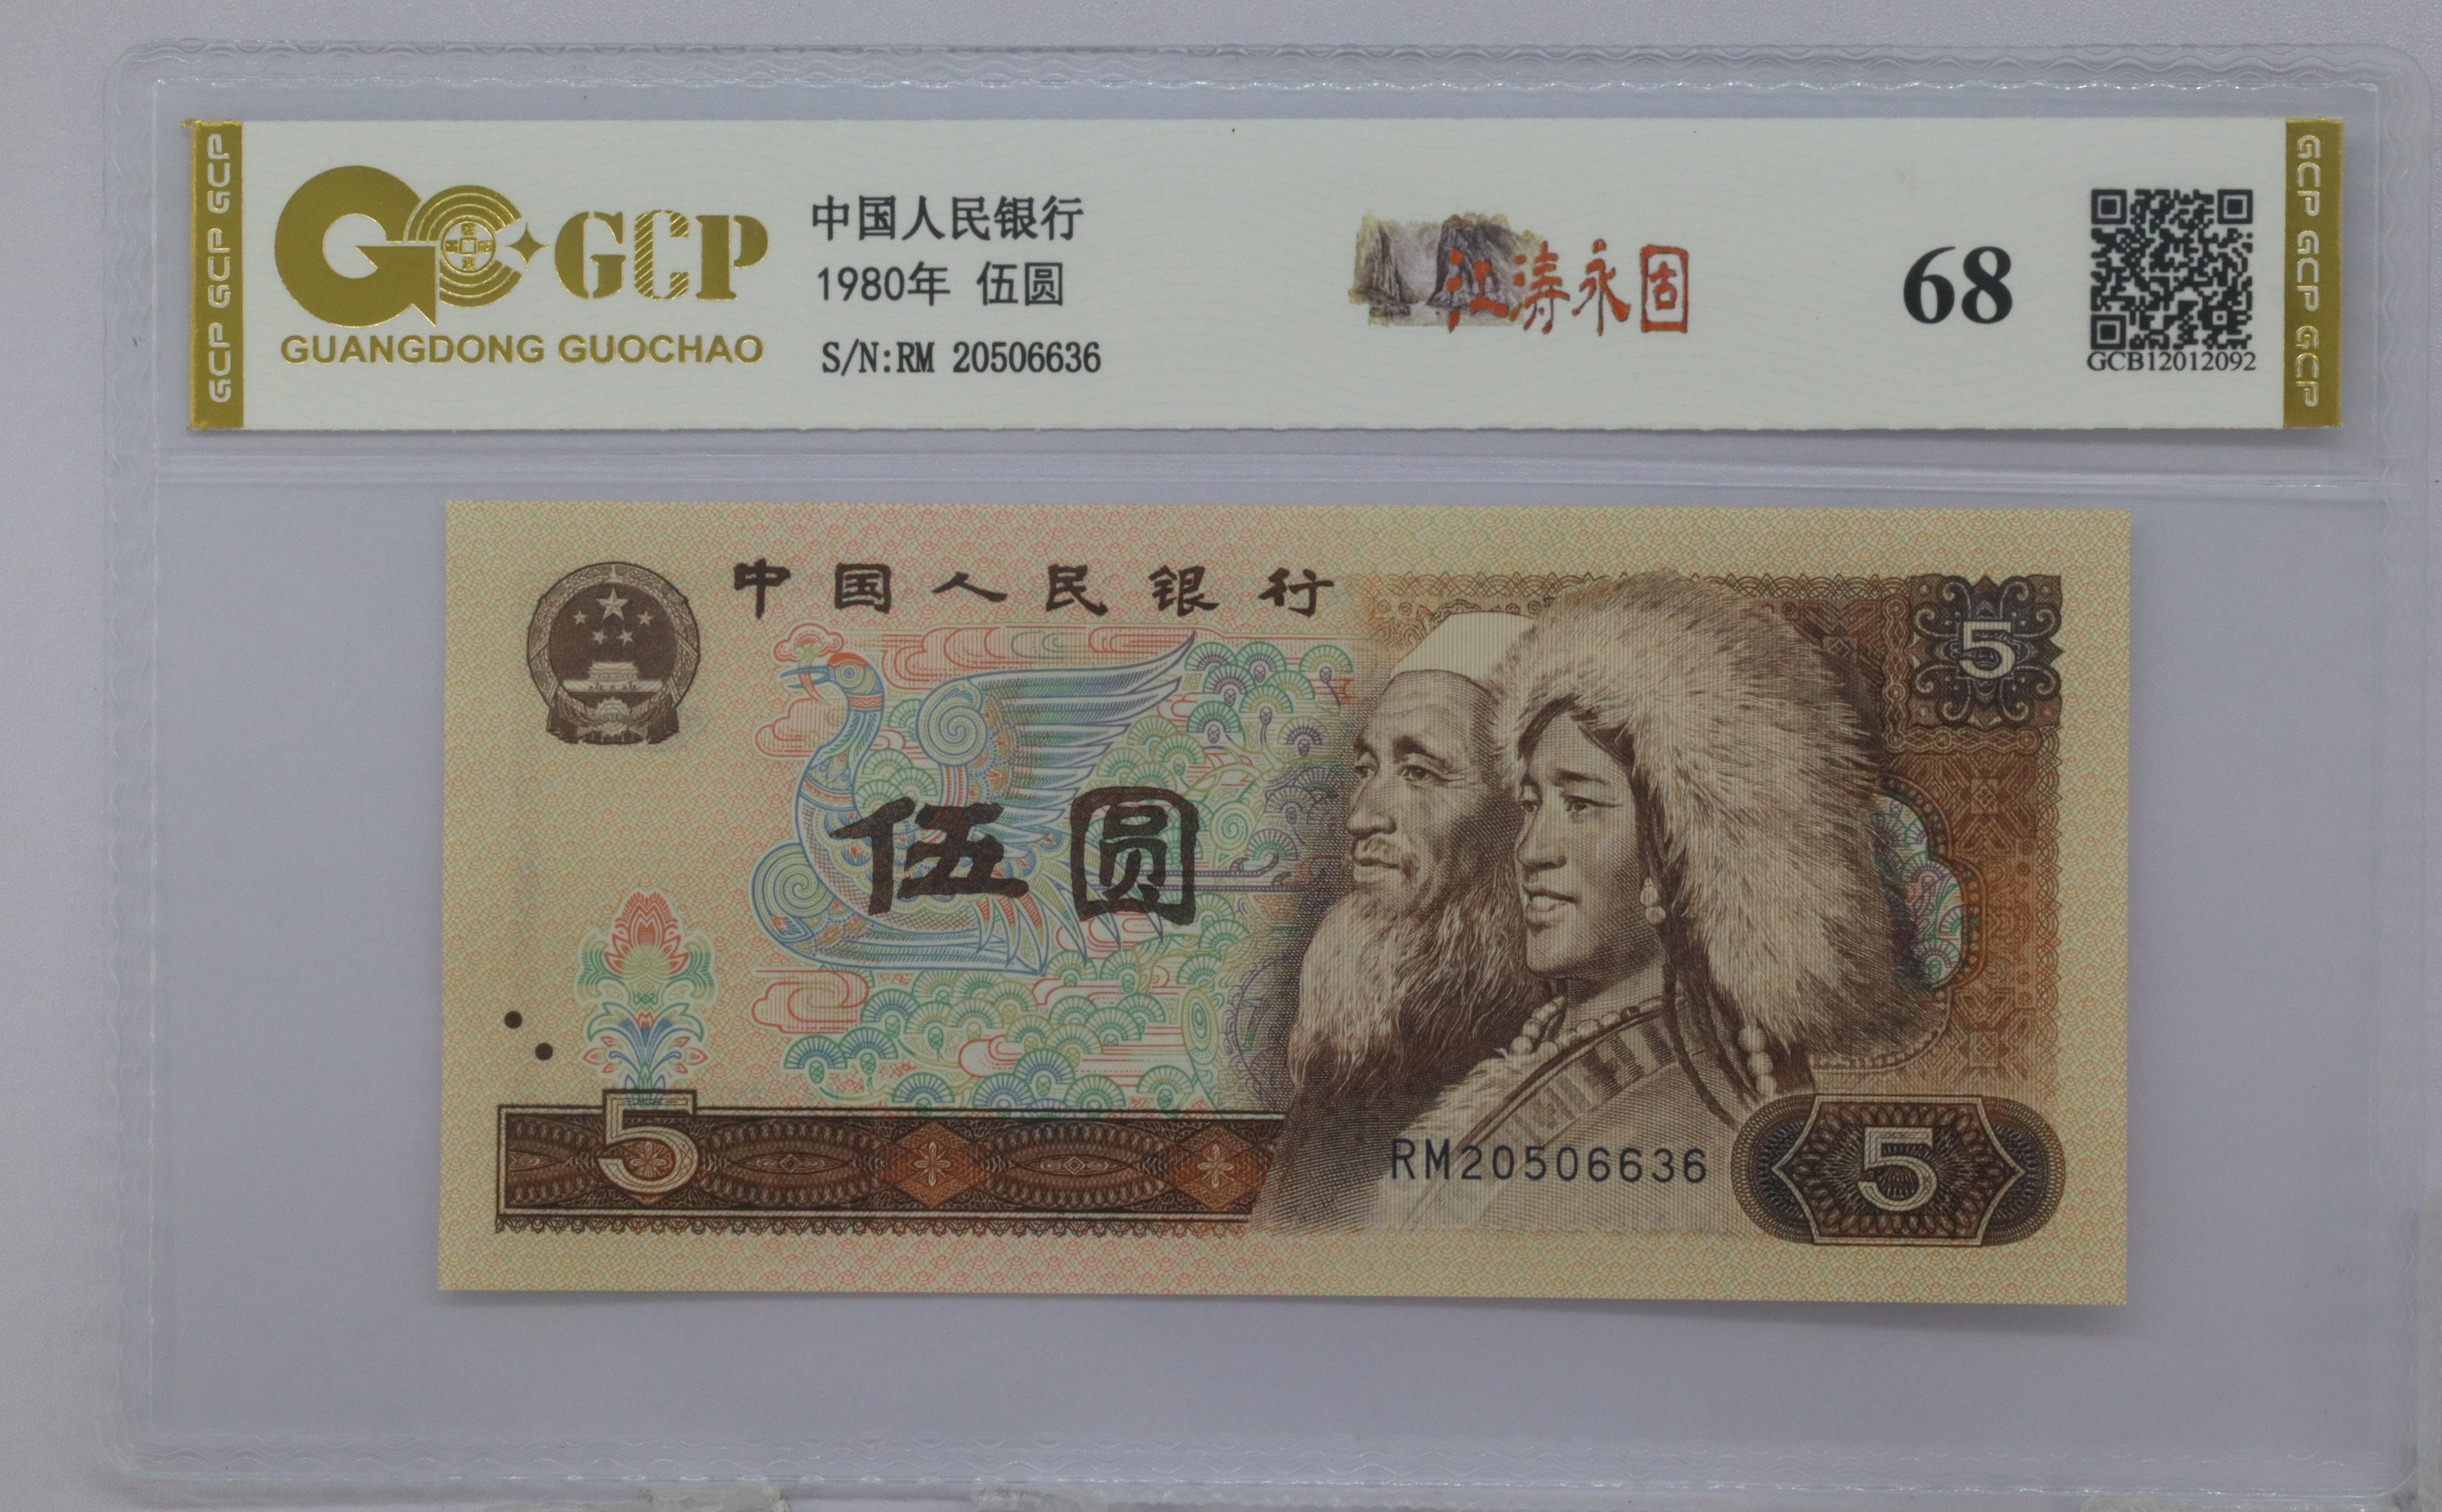 GCP GCP GCP
GCP
GUANGDONG GUOCHAO
中国人民银行
1980年 伍圆
S/N:RM 20506636
江涛永固
68
GCB12012092
GCP GCP GCP
中国人民银行
5
伍圆
5
RM20506636
5